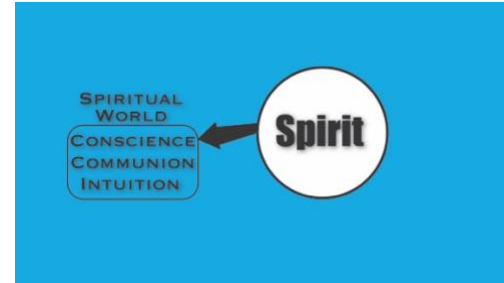 Spiritual
World
Conscience
Communion
Intuition
Spirit